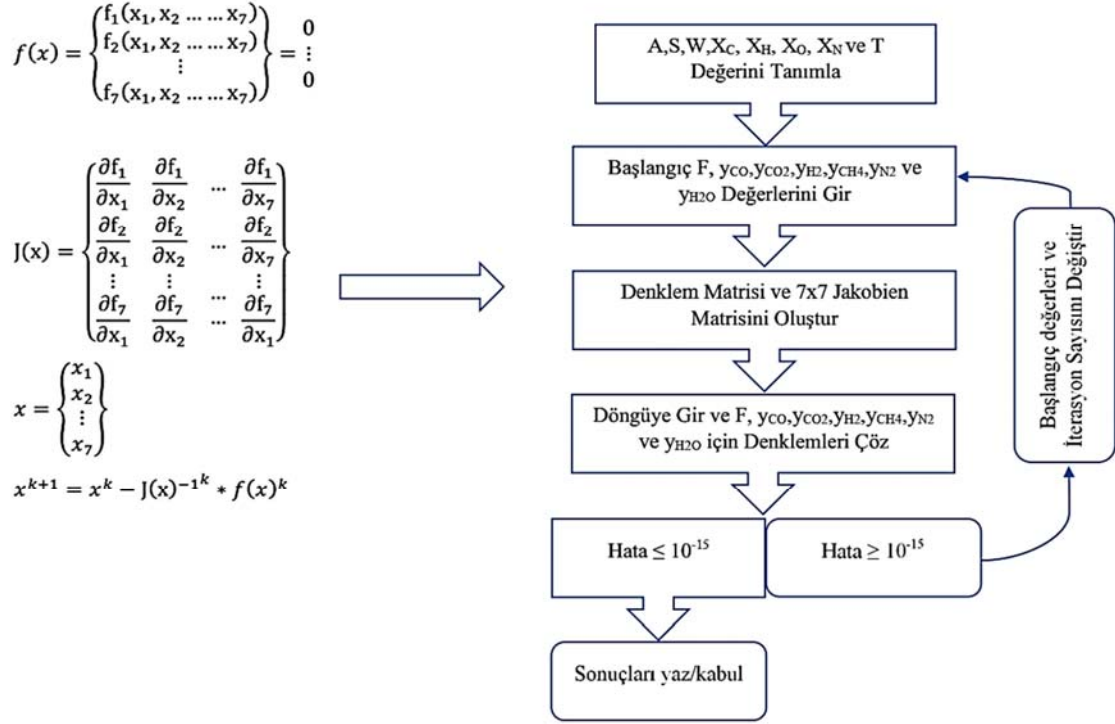 f(x) = {f₁(x₁, x₂ … … x₇) f₂(x₁, x₂ … … x₇) ⋮ f₇(x₁, x₂ … … x₇)} = 0 ⋮ 0
J(x) = {∂f₁/∂x₁ ∂f₁/∂x₂ … ∂f₁/∂x₇
∂f₂/∂x₁ ∂f₂/∂x₂ … ∂f₂/∂x₇
⋮ ⋮ … ⋮
∂f₇/∂x₁ ∂f₇/∂x₂ … ∂f₇/∂x₁}
x = {x₁ x₂ ⋮ x₇}
x^{k+1} = x^k − J(x)^{−1^k} * f(x)^k
A,S,W,X_C, X_H, X_O, X_N ve T
Değerini Tanımla
Başlangıç F, y_CO,y_CO2,y_H2,y_CH4,y_N2 ve
y_H2O Değerlerini Gir
Denklem Matrisi ve 7x7 Jakobien
Matrisini Oluştur
Döngüye Gir ve F, y_CO,y_CO2,y_H2,y_CH4,y_N2
ve y_H2O için Denklemleri Çöz
Hata ≤ 10⁻¹⁵
Hata ≥ 10⁻¹⁵
Sonuçları yaz/kabul
Başlangıç değerleri ve
İterasyon Sayısını Değiştir